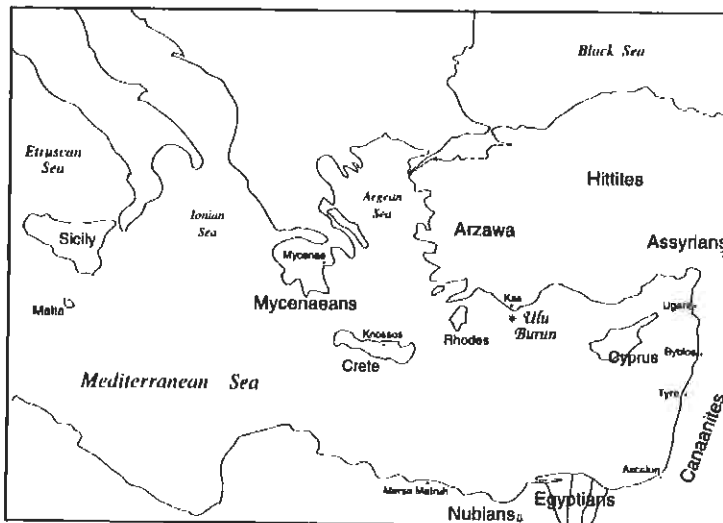 Black Sea
Etruscan
Sea
Hittites
Aegean
Sea
Ionian
Sea
Arzawa
Sicily
Assyrians
Mycenae
Malta
Mycenaeans
Kas
Ugarit
Ulu
Burun
Rhodes
Knossos
Crete
Cyprus
Byblos
Mediterranean Sea
Tyre
Canaanites
Mersa Matruh
Egyptians
Nubians